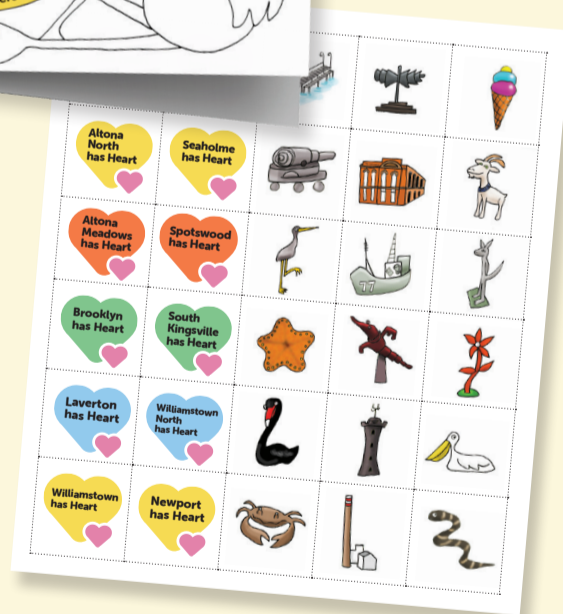 Altona
North
has Heart
Seaholme
has Heart
Altona
Meadows
has Heart
Spotswood
has Heart
77
Brooklyn
has Heart
South
Kingsville
has Heart
Laverton
has Heart
Williamstown
North
has Heart
Williamstown
has Heart
Newport
has Heart